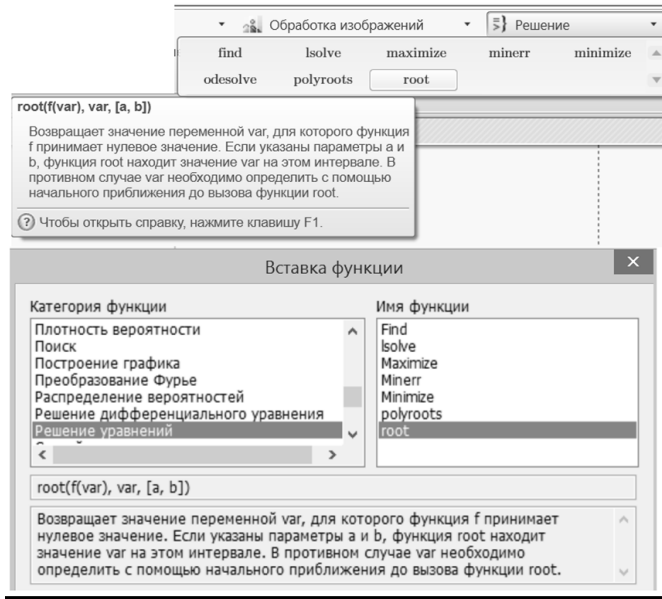 Обработка изображений
Решение
find lsolve maximize minerr minimize
odesolve polyroots root
root(f(var), var, [a, b])
Возвращает значение переменной var, для которого функция
f принимает нулевое значение. Если указаны параметры a и
b, функция root находит значение var на этом интервале. В
противном случае var необходимо определить с помощью
начального приближения до вызова функции root.
Чтобы открыть справку, нажмите клавишу F1.
Вставка функции
Категория функции
Плотность вероятности
Поиск
Построение графика
Преобразование Фурье
Распределение вероятностей
Решение дифференциального уравнения
Решение уравнений
Имя функции
Find
lsolve
Maximize
Minerr
Minimize
polyroots
root
root(f(var), var, [a, b])
Возвращает значение переменной var, для которого функция f принимает
нулевое значение. Если указаны параметры a и b, функция root находит
значение var на этом интервале. В противном случае var необходимо
определить с помощью начального приближения до вызова функции root.